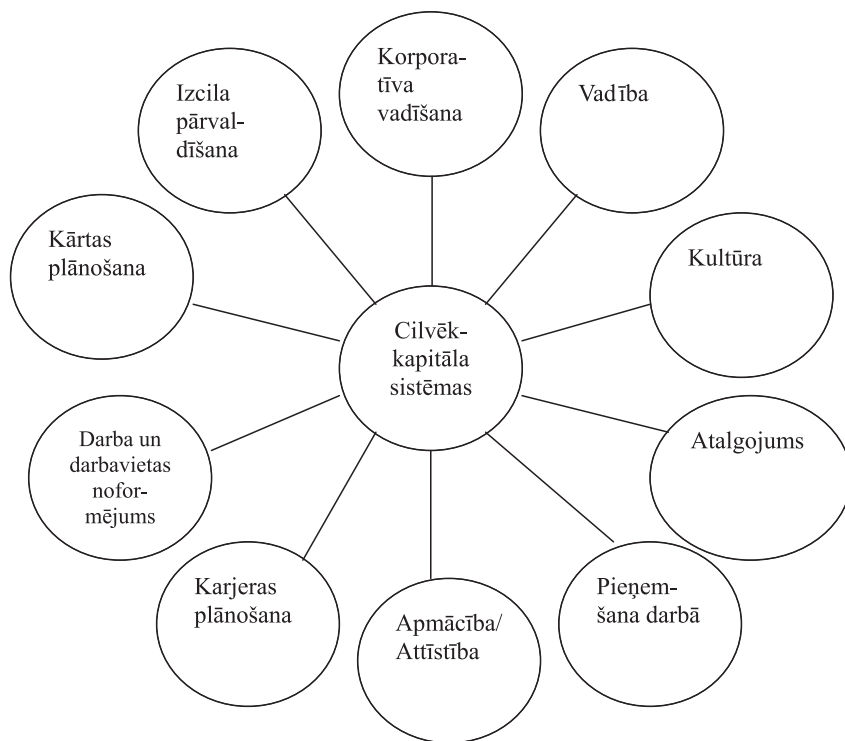 Korpora-
tīva
vadīšana
Vadība
Kultūra
Atalgojums
Pieņem-
šana darbā
Apmācība/
Attīstība
Karjeras
plānošana
Darba un
darbavietas
nofor-
mējums
Kārtas
plānošana
Izcila
pārval-
dīšana
Cilvēk-
kapitāla
sistēmas